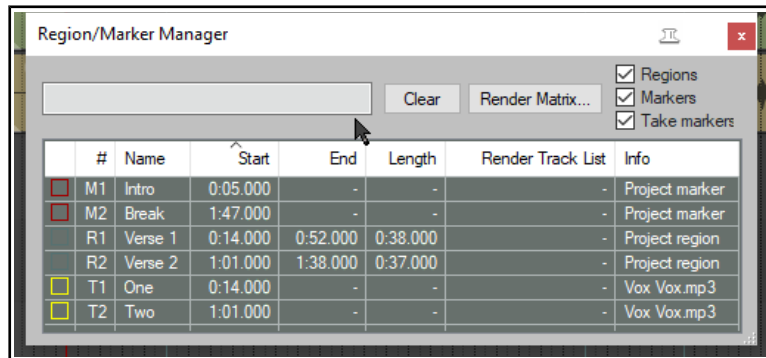 Region/Marker Manager
Clear Render Matrix... Regions
Markers
Take markers
# Name Start End Length Render Track List Info
M1 Intro 0:05.000 - - - Project marker
M2 Break 1:47.000 - - - Project marker
R1 Verse 1 0:14.000 0:52.000 0:38.000 - Project region
R2 Verse 2 1:01.000 1:38.000 0:37.000 - Project region
T1 One 0:14.000 - - - Vox Vox.mp3
T2 Two 1:01.000 - - - Vox Vox.mp3